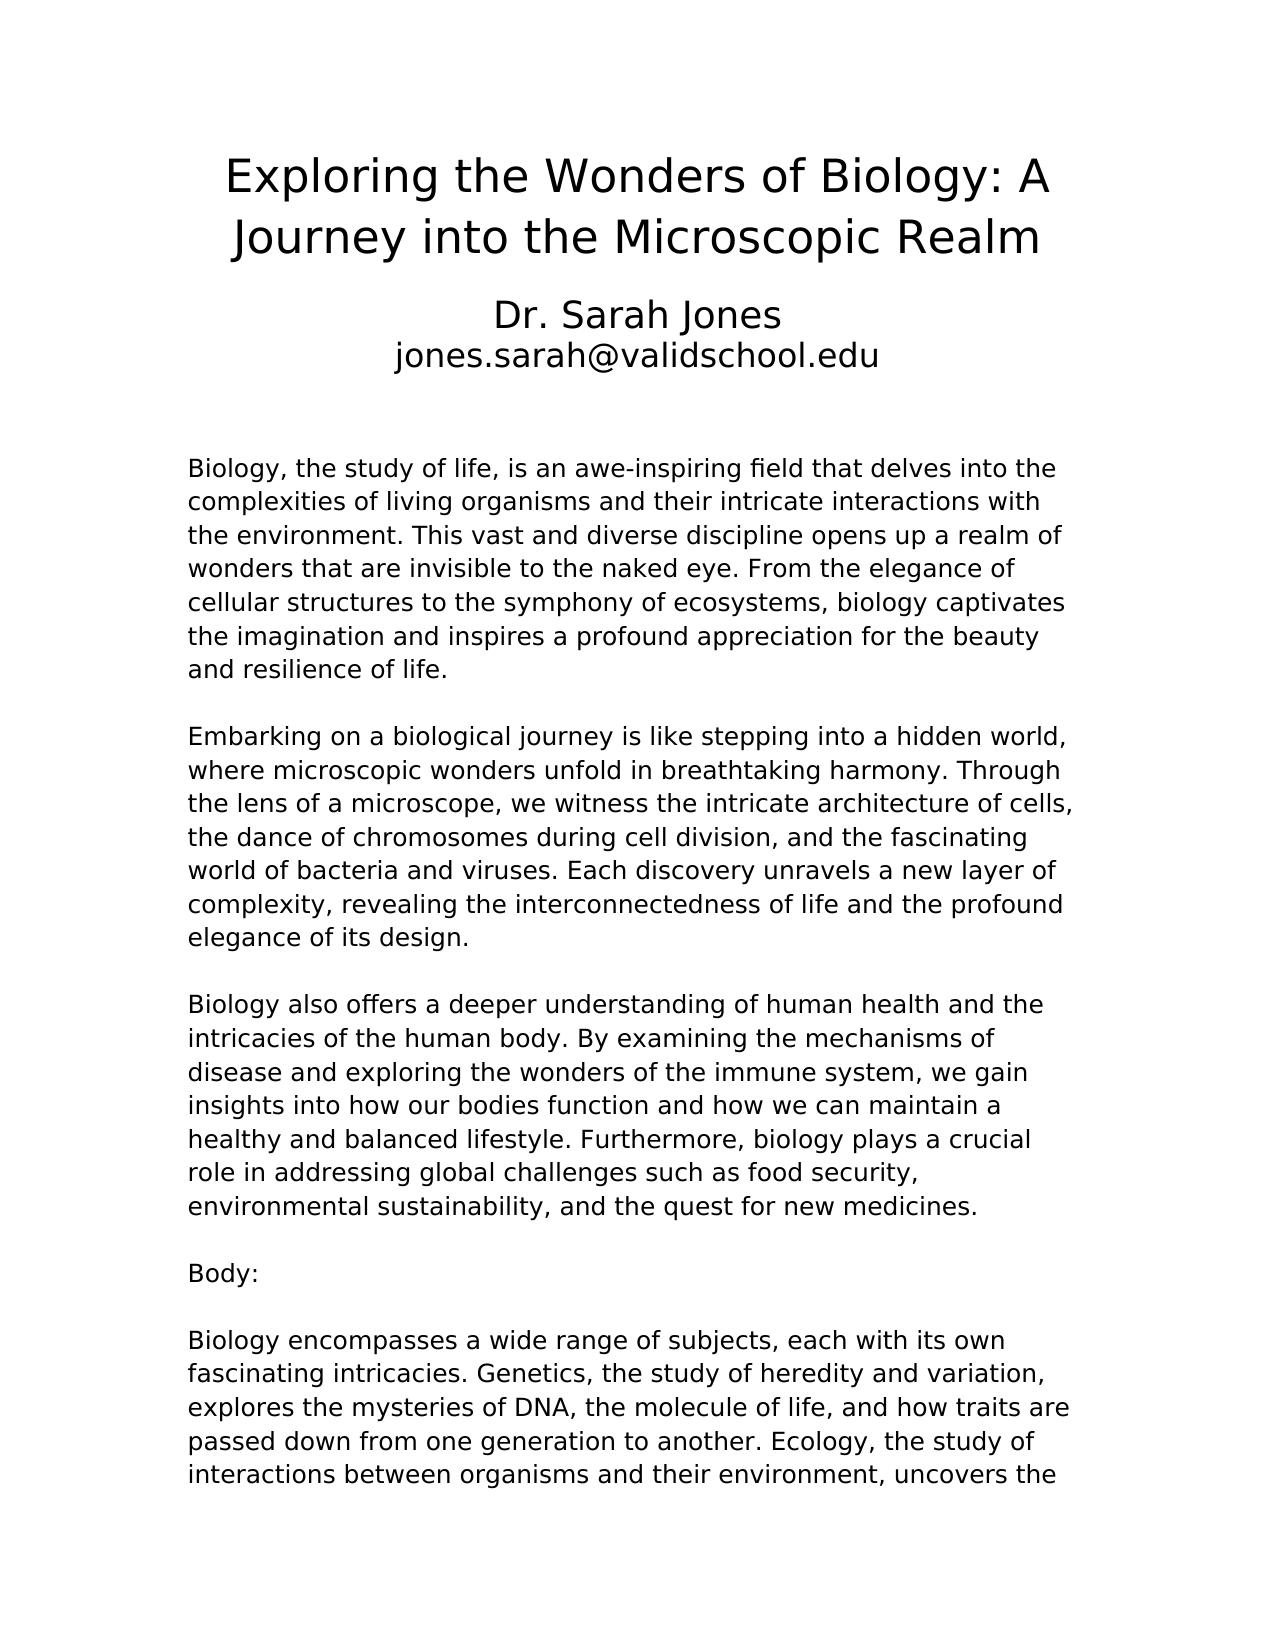 Exploring the Wonders of Biology: A
Journey into the Microscopic Realm
Dr. Sarah Jones
jones.sarah@validschool.edu
Biology, the study of life, is an awe-inspiring field that delves into the
complexities of living organisms and their intricate interactions with
the environment. This vast and diverse discipline opens up a realm of
wonders that are invisible to the naked eye. From the elegance of
cellular structures to the symphony of ecosystems, biology captivates
the imagination and inspires a profound appreciation for the beauty
and resilience of life.
Embarking on a biological journey is like stepping into a hidden world,
where microscopic wonders unfold in breathtaking harmony. Through
the lens of a microscope, we witness the intricate architecture of cells,
the dance of chromosomes during cell division, and the fascinating
world of bacteria and viruses. Each discovery unravels a new layer of
complexity, revealing the interconnectedness of life and the profound
elegance of its design.
Biology also offers a deeper understanding of human health and the
intricacies of the human body. By examining the mechanisms of
disease and exploring the wonders of the immune system, we gain
insights into how our bodies function and how we can maintain a
healthy and balanced lifestyle. Furthermore, biology plays a crucial
role in addressing global challenges such as food security,
environmental sustainability, and the quest for new medicines.
Body:
Biology encompasses a wide range of subjects, each with its own
fascinating intricacies. Genetics, the study of heredity and variation,
explores the mysteries of DNA, the molecule of life, and how traits are
passed down from one generation to another. Ecology, the study of
interactions between organisms and their environment, uncovers the